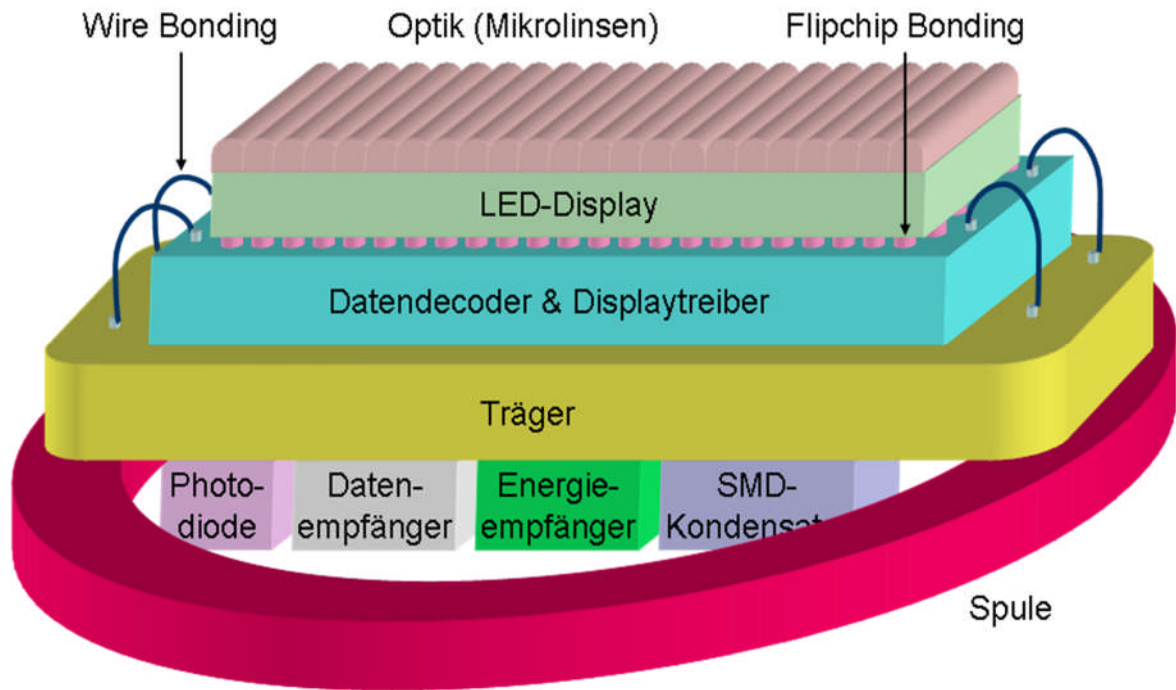 Wire Bonding
Optik (Mikrolinsen)
Flipchip Bonding
LED-Display
Datendecoder & Displaytreiber
Träger
Photo-
diode
Daten-
empfänger
Energie-
empfänger
SMD-
Kondensat
Spule